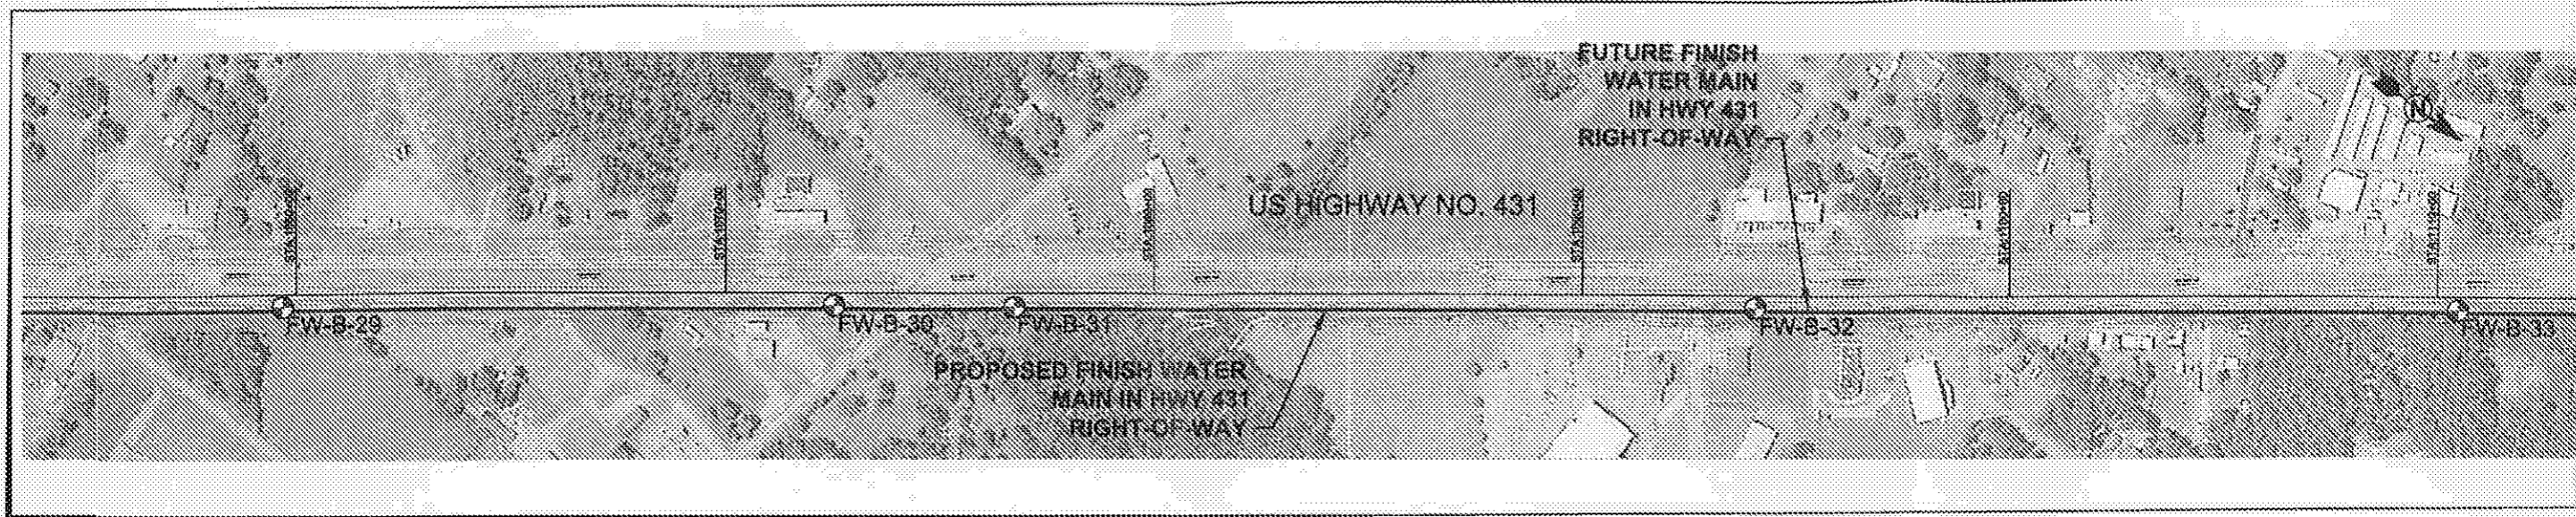 FUTURE FINISH
WATER MAIN
IN HWY 431
RIGHT-OF-WAY
N
US HIGHWAY NO. 431
FW-B-29
FW-B-30
FW-B-31
FW-B-32
FW-B-33
PROPOSED FINISH WATER
MAIN IN HWY 431
RIGHT-OF-WAY